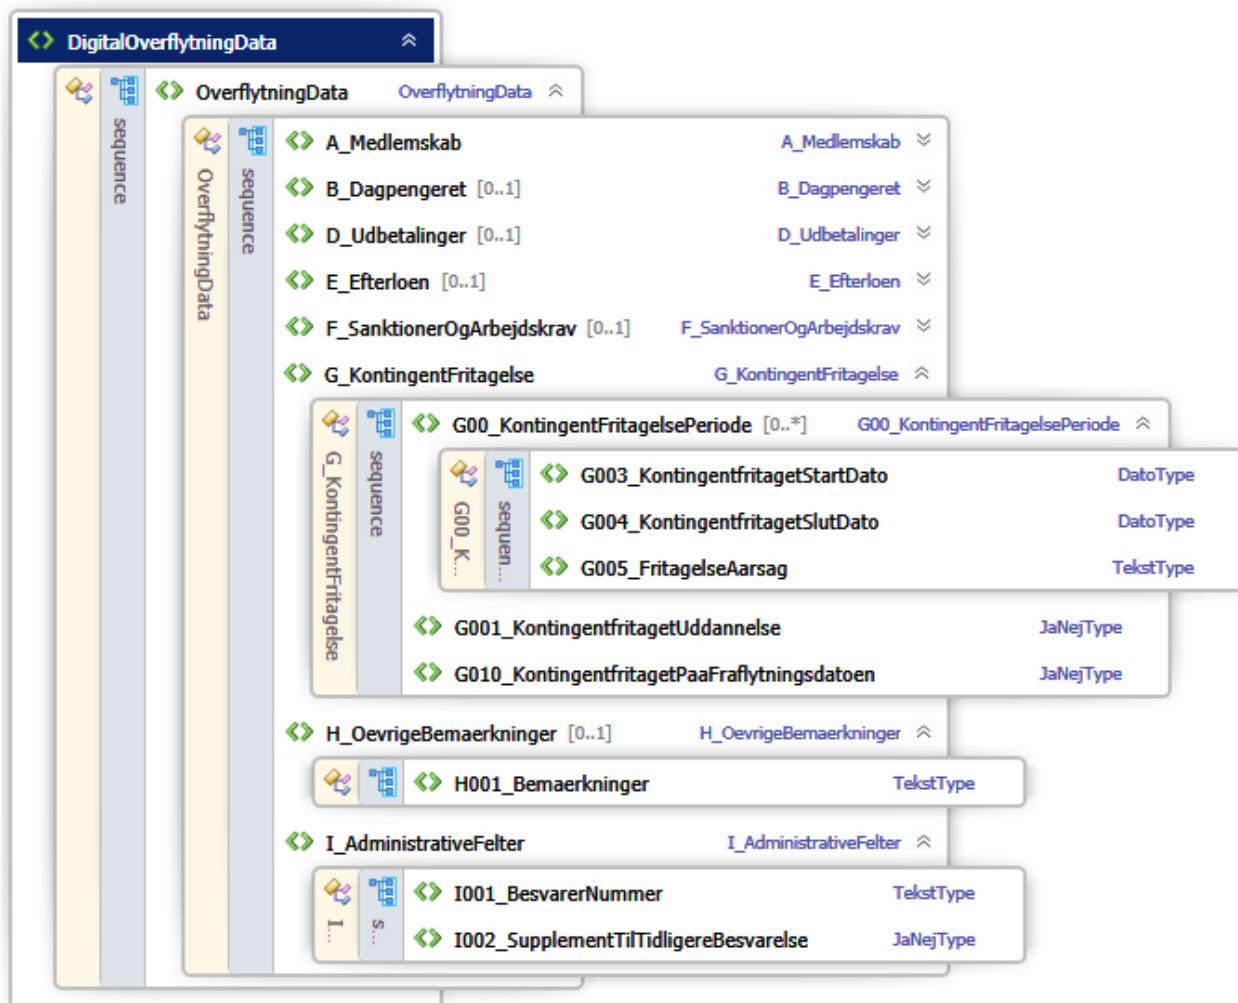 DigitalOverflytningData
sequence
OverflytningData OverflytningData
OverflytningData
sequence
A_Medlemskab A_Medlemskab
B_Dagpengeret [0..1] B_Dagpengeret
D_Udbetalinger [0..1] D_Udbetalinger
E_Efterloen [0..1] E_Efterloen
F_SanktionerOgArbejdskrav [0..1] F_SanktionerOgArbejdskrav
G_KontingentFritagelse G_KontingentFritagelse
G_KontingentFritagelse
sequence
G00_KontingentFritagelsePeriode [0..*] G00_KontingentFritagelsePeriode
G00_K...
sequen...
G003_KontingentfritagetStartDato DatoType
G004_KontingentfritagetSlutDato DatoType
G005_FritagelseAarsag TekstType
G001_KontingentfritagetUddannelse JaNejType
G010_KontingentfritagetPaaFraflytningsdatoen JaNejType
H_OevrigeBemaerkninger [0..1] H_OevrigeBemaerkninger
H001_Bemaerkninger TekstType
I_AdministrativeFelter I_AdministrativeFelter
I...
s...
I001_BesvarerNummer TekstType
I002_SupplementTilTidligereBesvarelse JaNejType